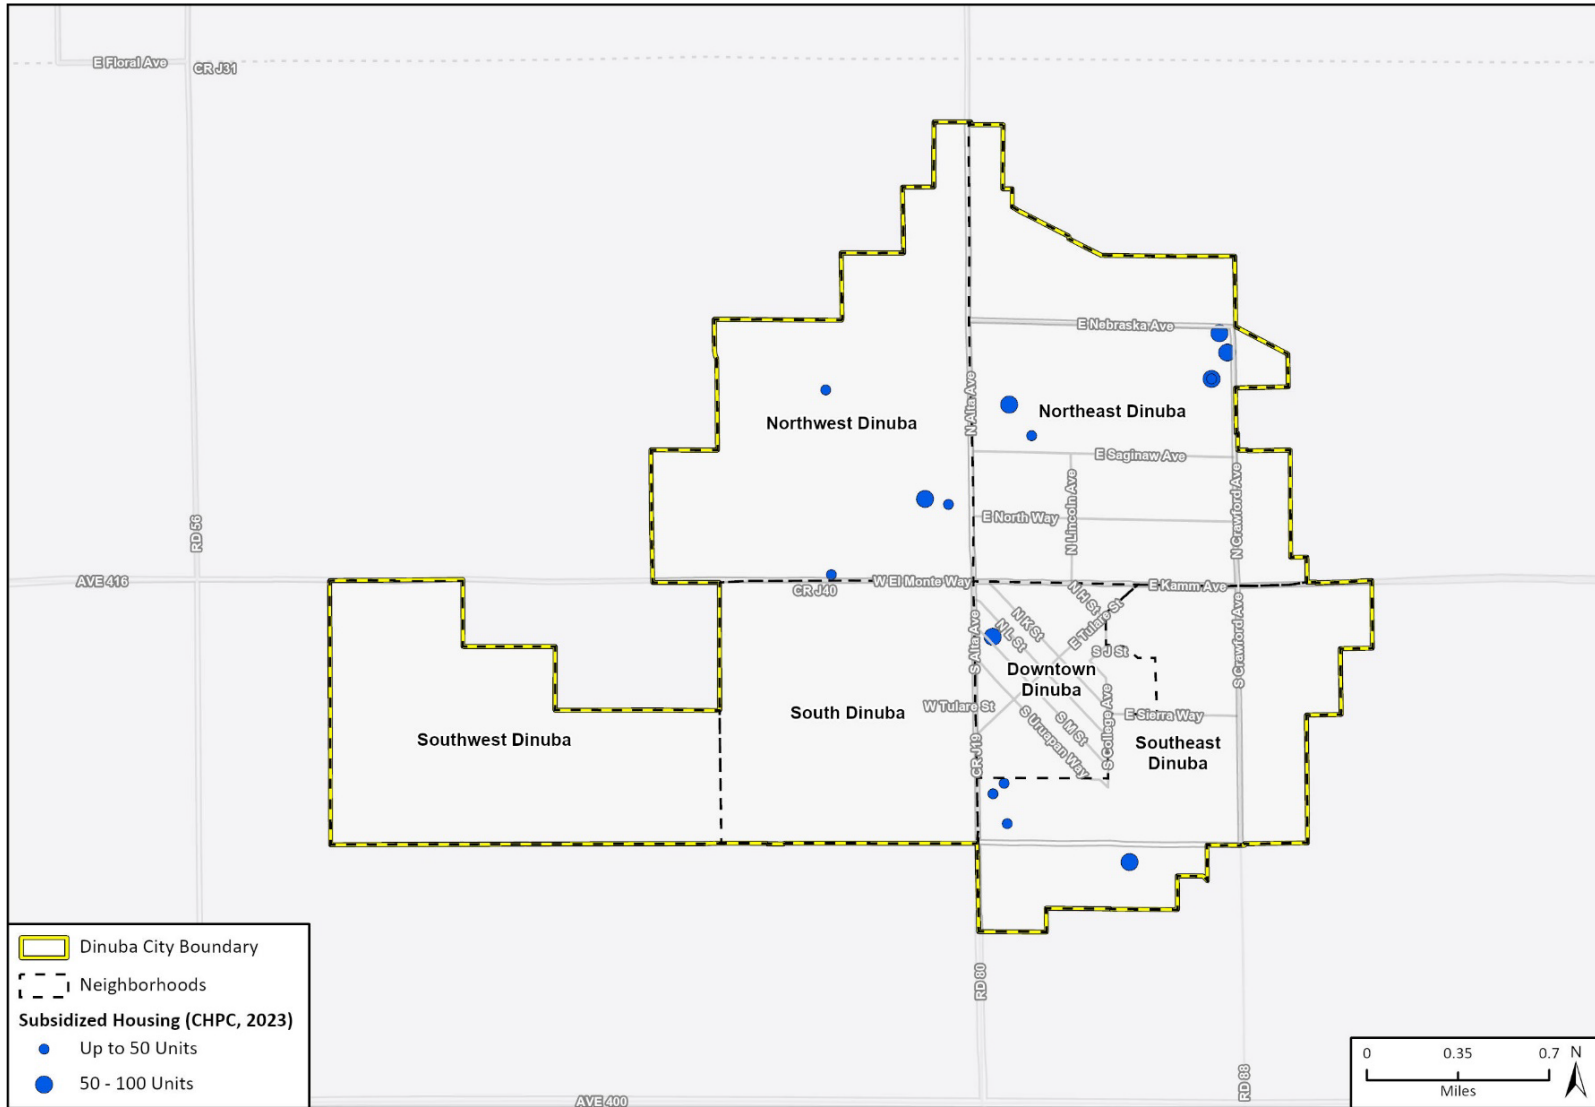 E Floral Ave
CR J31
E Nebraska Ave
N Alta Ave
Northwest Dinuba
Northeast Dinuba
E Saginaw Ave
N Lincoln Ave
N Crawford Ave
E North Way
RD 56
AVE 416
W El Monte Way
CR J40
E Kamm Ave
N H St
N K St
N L St
E Tulare St
S Alta Ave
S J St
S Crawford Ave
Downtown
Dinuba
W Tulare St
South Dinuba
S M St
S Uruapan Way
S College Ave
E Sierra Way
Southwest Dinuba
Southeast
Dinuba
CR J19
RD 80
RD 88
AVE 400
Dinuba City Boundary
Neighborhoods
Subsidized Housing (CHPC, 2023)
Up to 50 Units
50 - 100 Units
0 0.35 0.7
Miles
N